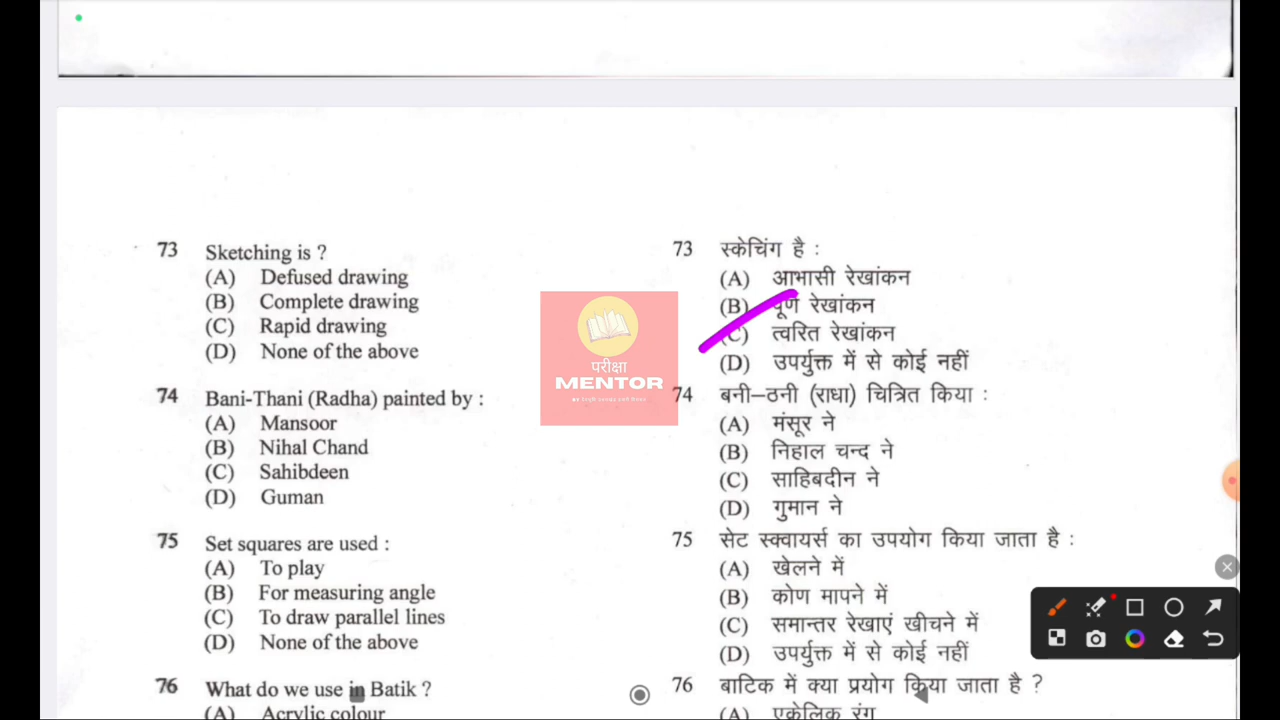 73 Sketching is ?
(A) Defused drawing
(B) Complete drawing
(C) Rapid drawing
(D) None of the above
74 Bani-Thani (Radha) painted by :
(A) Mansoor
(B) Nihal Chand
(C) Sahibdeen
(D) Guman
75 Set squares are used :
(A) To play
(B) For measuring angle
(C) To draw parallel lines
(D) None of the above
76 What do we use in Batik ?
(A) Acrylic colour
परीक्षा
MENTOR
73 स्केचिंग है :
(A) आभासी रेखांकन
(B) पूर्ण रेखांकन
(C) त्वरित रेखांकन
(D) उपर्युक्त में से कोई नहीं
74 बनी–ठनी (राधा) चित्रित किया :
(A) मंसूर ने
(B) निहाल चन्द ने
(C) साहिबदीन ने
(D) गुमान ने
75 सेट स्क्वायर्स का उपयोग किया जाता है :
(A) खेलने में
(B) कोण मापने में
(C) समान्तर रेखाएं खीचने में
(D) उपर्युक्त में से कोई नहीं
76 बाटिक में क्या प्रयोग किया जाता है ?
(A) एक्रेलिक रंग